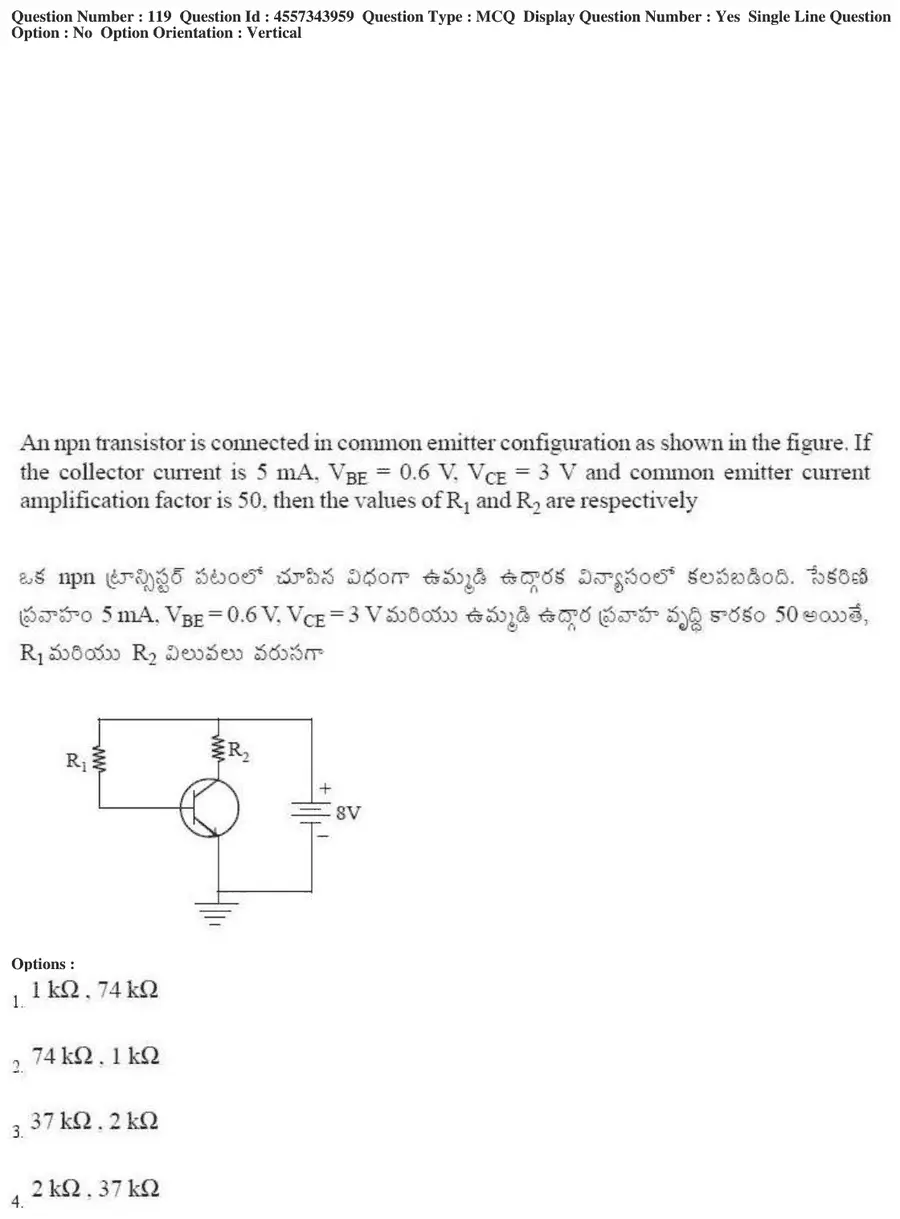 Question Number : 119 Question Id : 4557343959 Question Type : MCQ Display Question Number : Yes Single Line Question
Option : No Option Orientation : Vertical
An npn transistor is connected in common emitter configuration as shown in the figure. If
the collector current is 5 mA, V_BE = 0.6 V, V_CE = 3 V and common emitter current
amplification factor is 50, then the values of R₁ and R₂ are respectively
ఒక npn ట్రాన్సిస్టర్ పటంలో చూపిన విధంగా ఉమ్మడి ఉద్గారక విన్యాసంలో కలపబడింది. సేకరిణి
ప్రవాహం 5 mA, V_BE = 0.6 V, V_CE = 3 V మరియు ఉమ్మడి ఉద్గార ప్రవాహ వృద్ధి కారకం 50 అయితే,
R₁ మరియు R₂ విలువలు వరుసగా
R₁
R₂
+
8V
−
Options :
1. 1 kΩ , 74 kΩ
2. 74 kΩ , 1 kΩ
3. 37 kΩ , 2 kΩ
4. 2 kΩ , 37 kΩ